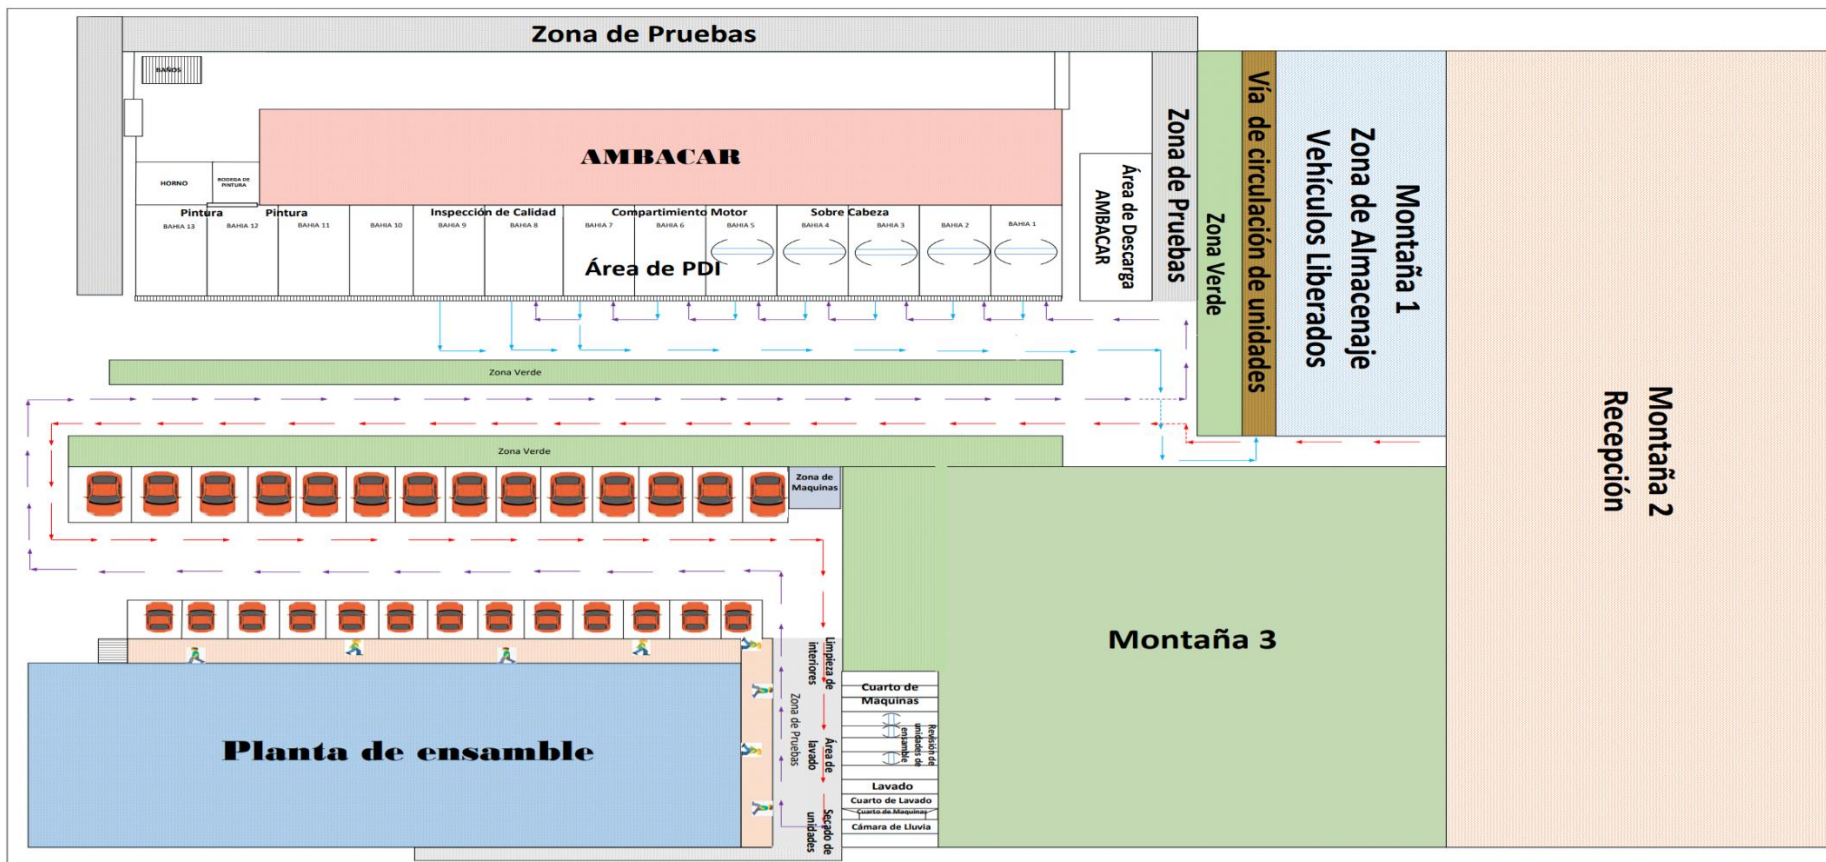 Zona de Pruebas
BAÑOS
AMBACAR
HORNO
BODEGA DE
PINTURA
Pintura
Pintura
Inspección de Calidad
Compartimiento Motor
Sobre Cabeza
BAHIA 13
BAHIA 12
BAHIA 11
BAHIA 10
BAHIA 9
BAHIA 8
BAHIA 7
BAHIA 6
BAHIA 5
BAHIA 4
BAHIA 3
BAHIA 2
BAHIA 1
Área de PDI
Área de Descarga
AMBACAR
Zona de Pruebas
Zona Verde
Vía de circulación de unidades
Montaña 1
Zona de Almacenaje
Vehículos Liberados
Montaña 2
Recepción
Zona Verde
Zona Verde
Zona de
Maquinas
Montaña 3
Limpieza de
interiores
Zona de Pruebas
Área de
lavado
Secado de
unidades
Cuarto de
Maquinas
Revisión de
unidades de
ensamble
Lavado
Cuarto de Lavado
Cuarto de Maquinas
Cámara de Lluvia
Planta de ensamble